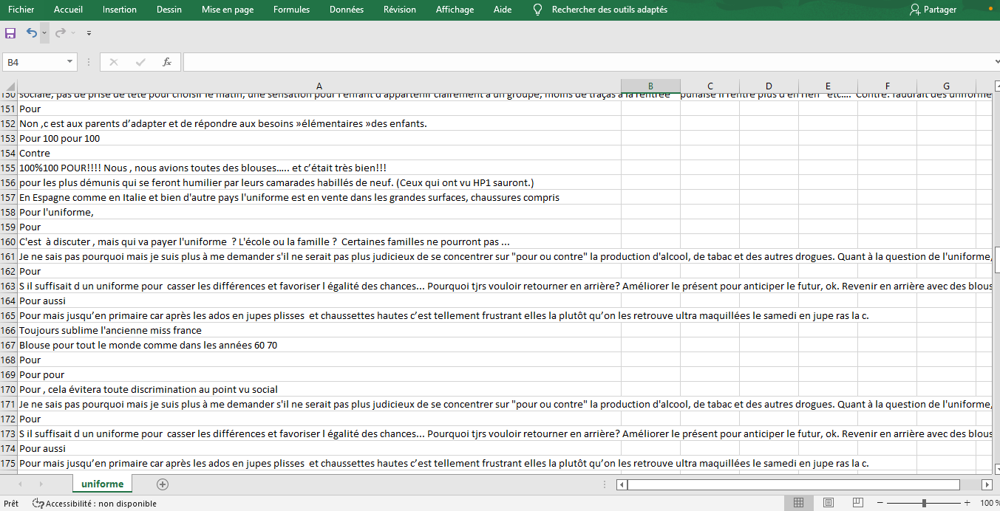 Fichier Accueil Insertion Dessin Mise en page Formules Données Révision Affichage Aide Rechercher des outils adaptés Partager
B4 fx
A B C D E F G
150 sociale, pas de prise de tête pour choisir le matin, une sensation pour l'enfant d'appartenir clairement à un groupe, moins de traças à la rentrée " punaise il rentre plus d'en rien " etc.... Contre: faudrait des uniforme
151 Pour
152 Non ,c est aux parents d’adapter et de répondre aux besoins »élémentaires »des enfants.
153 Pour 100 pour 100
154 Contre
155 100%100 POUR!!!! Nous , nous avions toutes des blouses….. et c’était très bien!!!
156 pour les plus démunis qui se feront humilier par leurs camarades habillés de neuf. (Ceux qui ont vu HP1 sauront.)
157 En Espagne comme en Italie et bien d'autre pays l'uniforme est en vente dans les grandes surfaces, chaussures compris
158 Pour l'uniforme,
159 Pour
160 C'est à discuter , mais qui va payer l'uniforme ? L'école ou la famille ? Certaines familles ne pourront pas ...
161 Je ne sais pas pourquoi mais je suis plus à me demander s'il ne serait pas plus judicieux de se concentrer sur "pour ou contre" la production d'alcool, de tabac et des autres drogues. Quant à la question de l'uniforme,
162 Pour
163 S il suffisait d un uniforme pour casser les différences et favoriser l égalité des chances... Pourquoi tjrs vouloir retourner en arrière? Améliorer le présent pour anticiper le futur, ok. Revenir en arrière avec des blous
164 Pour aussi
165 Pour mais jusqu’en primaire car après les ados en jupes plisses et chaussettes hautes c’est tellement frustrant elles la plutôt qu’on les retrouve ultra maquillées le samedi en jupe ras la c.
166 Toujours sublime l'ancienne miss france
167 Blouse pour tout le monde comme dans les années 60 70
168 Pour
169 Pour pour
170 Pour , cela évitera toute discrimination au point vu social
171 Je ne sais pas pourquoi mais je suis plus à me demander s'il ne serait pas plus judicieux de se concentrer sur "pour ou contre" la production d'alcool, de tabac et des autres drogues. Quant à la question de l'uniforme,
172 Pour
173 S il suffisait d un uniforme pour casser les différences et favoriser l égalité des chances... Pourquoi tjrs vouloir retourner en arrière? Améliorer le présent pour anticiper le futur, ok. Revenir en arrière avec des blous
174 Pour aussi
175 Pour mais jusqu’en primaire car après les ados en jupes plisses et chaussettes hautes c’est tellement frustrant elles la plutôt qu’on les retrouve ultra maquillées le samedi en jupe ras la c.
uniforme
Prêt Accessibilité : non disponible 100 %